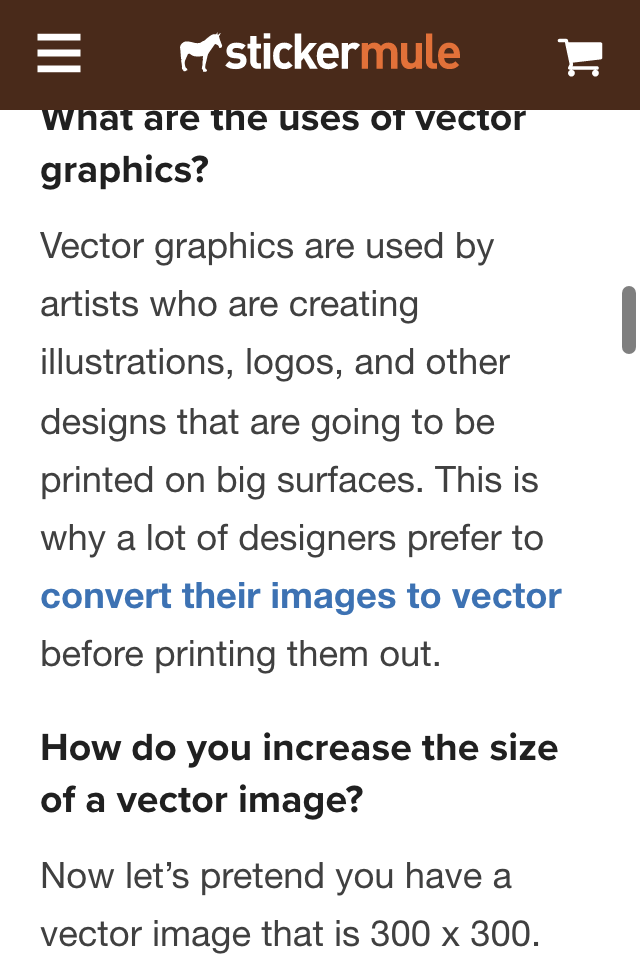 stickermule
What are the uses of vector
graphics?
Vector graphics are used by
artists who are creating
illustrations, logos, and other
designs that are going to be
printed on big surfaces. This is
why a lot of designers prefer to
convert their images to vector
before printing them out.
How do you increase the size
of a vector image?
Now let’s pretend you have a
vector image that is 300 x 300.